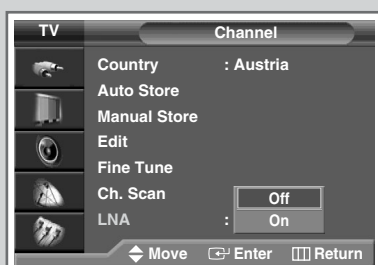 TV Channel
Country : Austria
Auto Store
Manual Store
Edit
Fine Tune
Ch. Scan Off
LNA : On
Move Enter Return